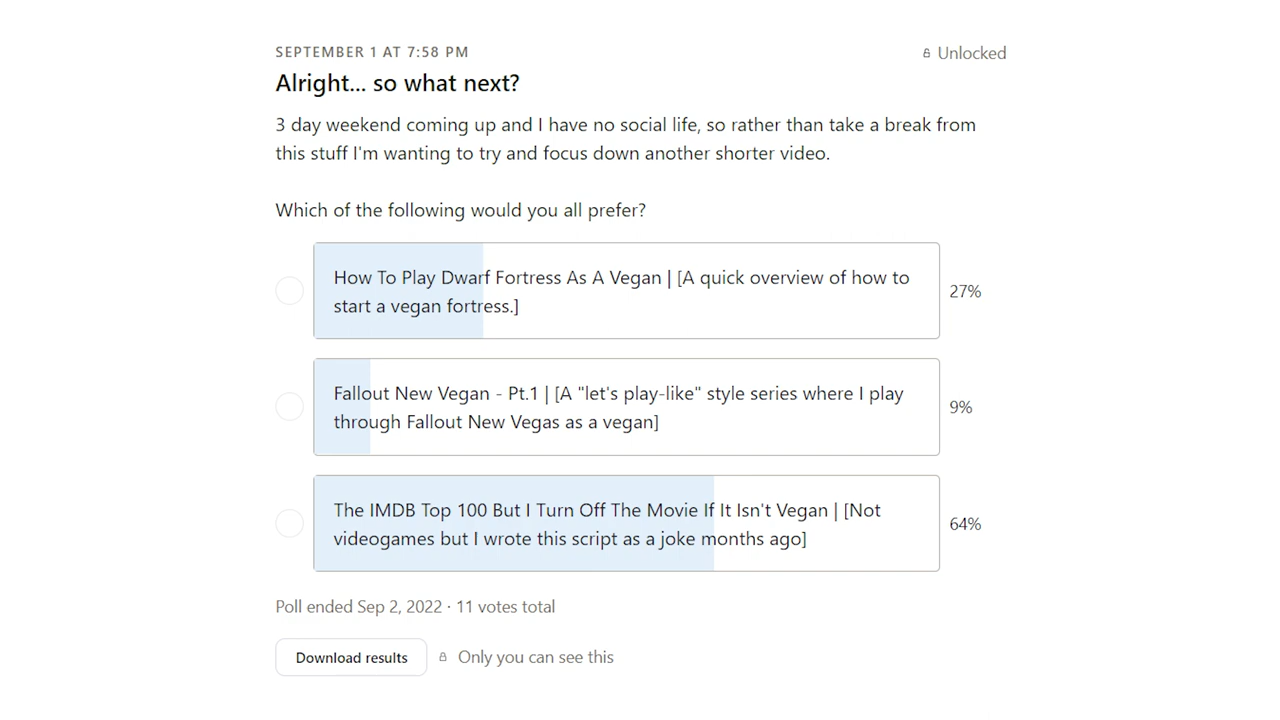 SEPTEMBER 1 AT 7:58 PM
Unlocked
Alright... so what next?
3 day weekend coming up and I have no social life, so rather than take a break from
this stuff I'm wanting to try and focus down another shorter video.
Which of the following would you all prefer?
How To Play Dwarf Fortress As A Vegan | [A quick overview of how to
start a vegan fortress.]
27%
Fallout New Vegan - Pt.1 | [A "let's play-like" style series where I play
through Fallout New Vegas as a vegan]
9%
The IMDB Top 100 But I Turn Off The Movie If It Isn't Vegan | [Not
videogames but I wrote this script as a joke months ago]
64%
Poll ended Sep 2, 2022 · 11 votes total
Download results
Only you can see this